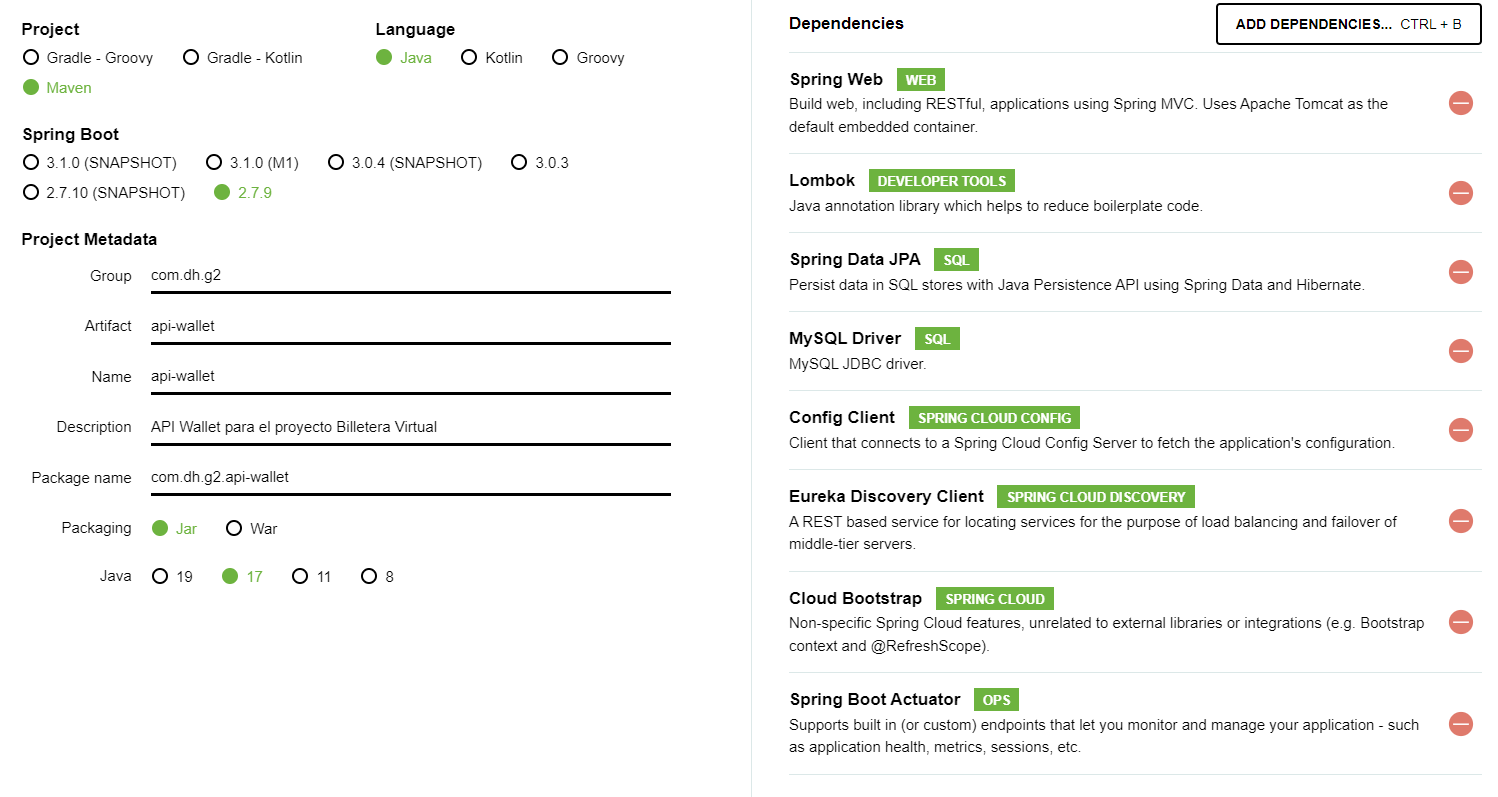 Project
Gradle - Groovy Gradle - Kotlin
Maven
Language
Java Kotlin Groovy
Spring Boot
3.1.0 (SNAPSHOT) 3.1.0 (M1) 3.0.4 (SNAPSHOT) 3.0.3
2.7.10 (SNAPSHOT) 2.7.9
Project Metadata
Group com.dh.g2
Artifact api-wallet
Name api-wallet
Description API Wallet para el proyecto Billetera Virtual
Package name com.dh.g2.api-wallet
Packaging Jar War
Java 19 17 11 8
Dependencies ADD DEPENDENCIES... CTRL + B
Spring Web WEB
Build web, including RESTful, applications using Spring MVC. Uses Apache Tomcat as the
default embedded container.
Lombok DEVELOPER TOOLS
Java annotation library which helps to reduce boilerplate code.
Spring Data JPA SQL
Persist data in SQL stores with Java Persistence API using Spring Data and Hibernate.
MySQL Driver SQL
MySQL JDBC driver.
Config Client SPRING CLOUD CONFIG
Client that connects to a Spring Cloud Config Server to fetch the application's configuration.
Eureka Discovery Client SPRING CLOUD DISCOVERY
A REST based service for locating services for the purpose of load balancing and failover of
middle-tier servers.
Cloud Bootstrap SPRING CLOUD
Non-specific Spring Cloud features, unrelated to external libraries or integrations (e.g. Bootstrap
context and @RefreshScope).
Spring Boot Actuator OPS
Supports built in (or custom) endpoints that let you monitor and manage your application - such
as application health, metrics, sessions, etc.